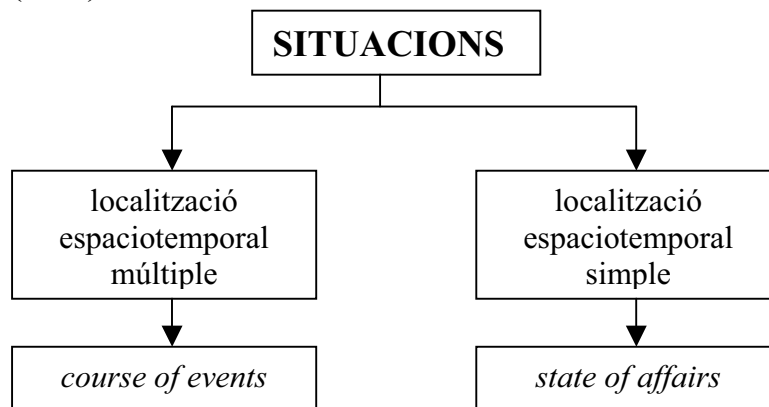 SITUACIONS
localització
espaciotemporal
múltiple
localització
espaciotemporal
simple
course of events
state of affairs